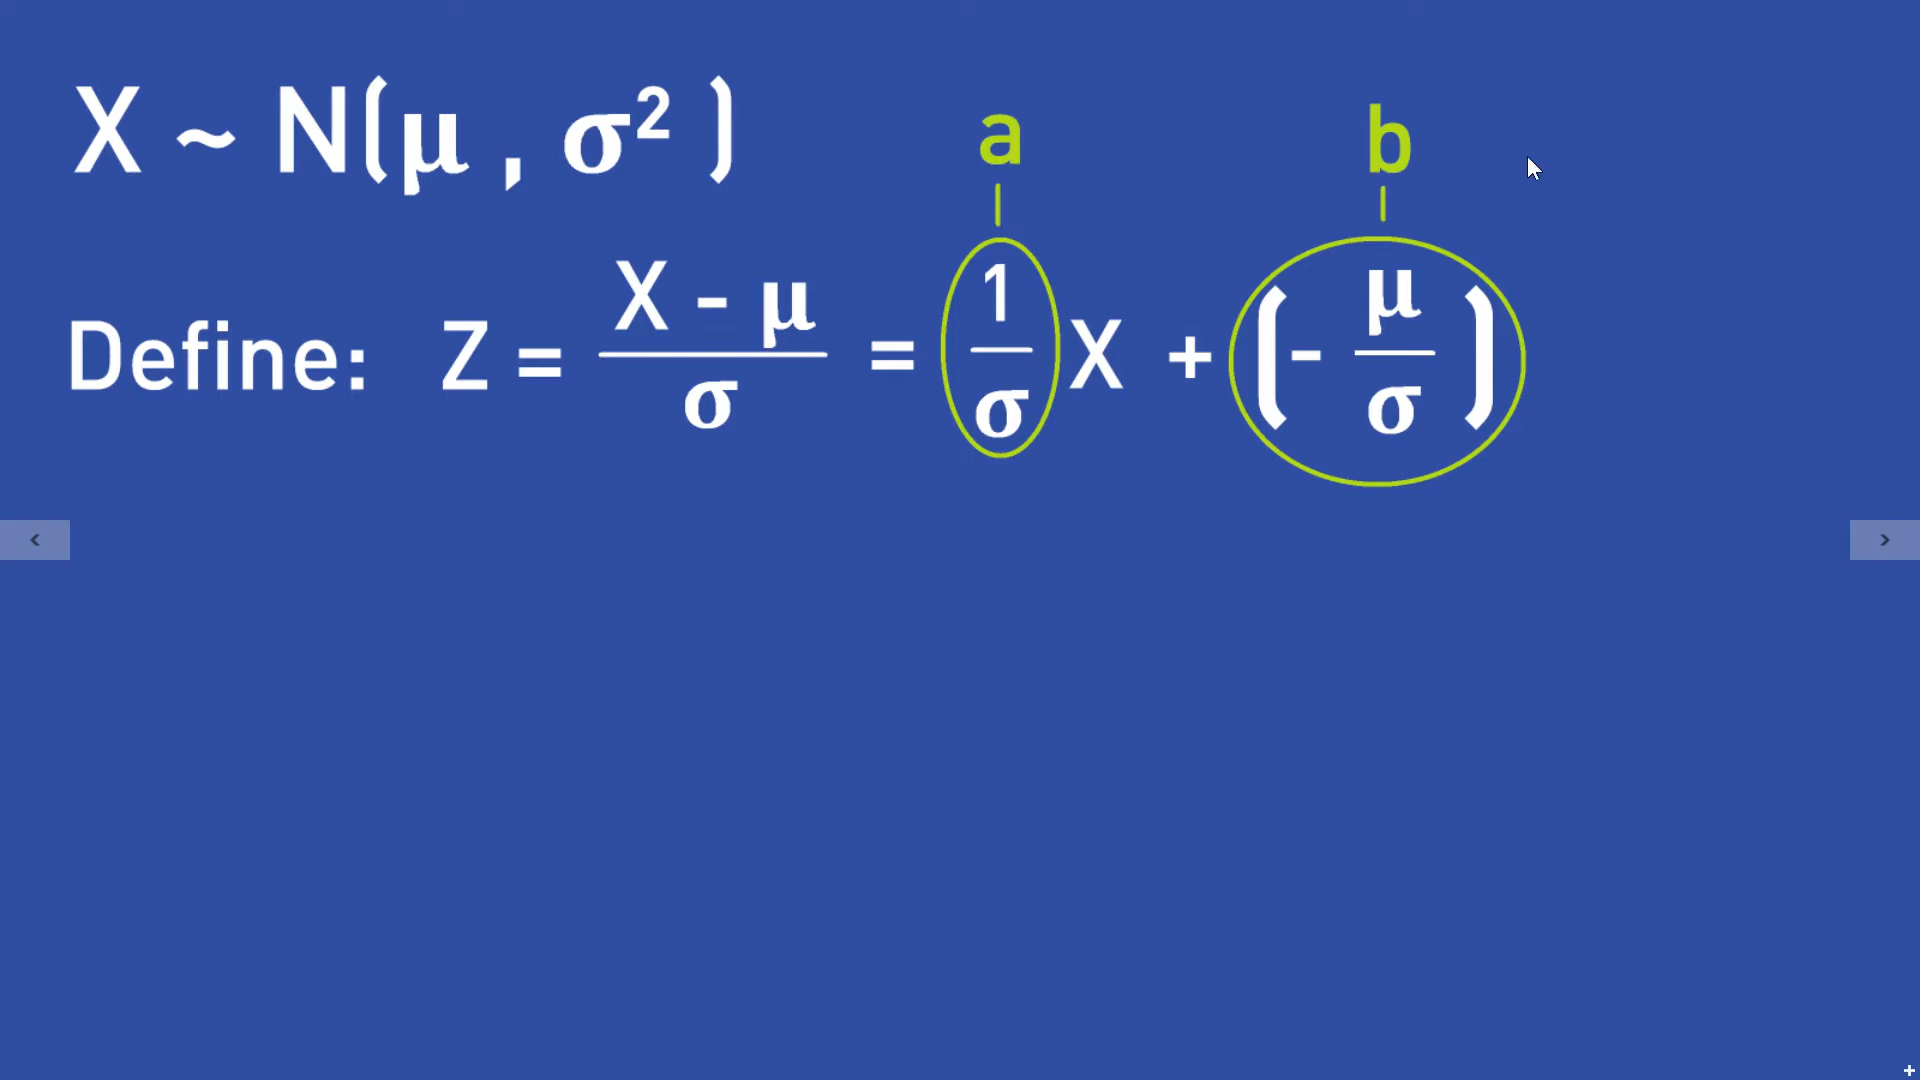 X ~ N(μ , σ² )
a b
Define: Z = X - μ / σ = 1 / σ X + (- μ / σ )